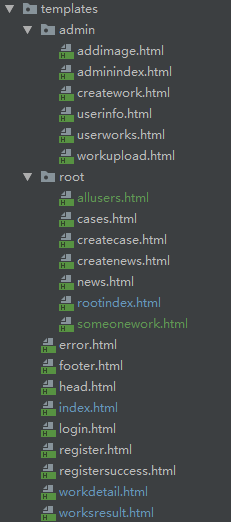 templates
admin
addimage.html
adminindex.html
creatework.html
userinfo.html
userworks.html
workupload.html
root
allusers.html
cases.html
createcase.html
createnews.html
news.html
rootindex.html
someonework.html
error.html
footer.html
head.html
index.html
login.html
register.html
registersuccess.html
workdetail.html
worksresult.html